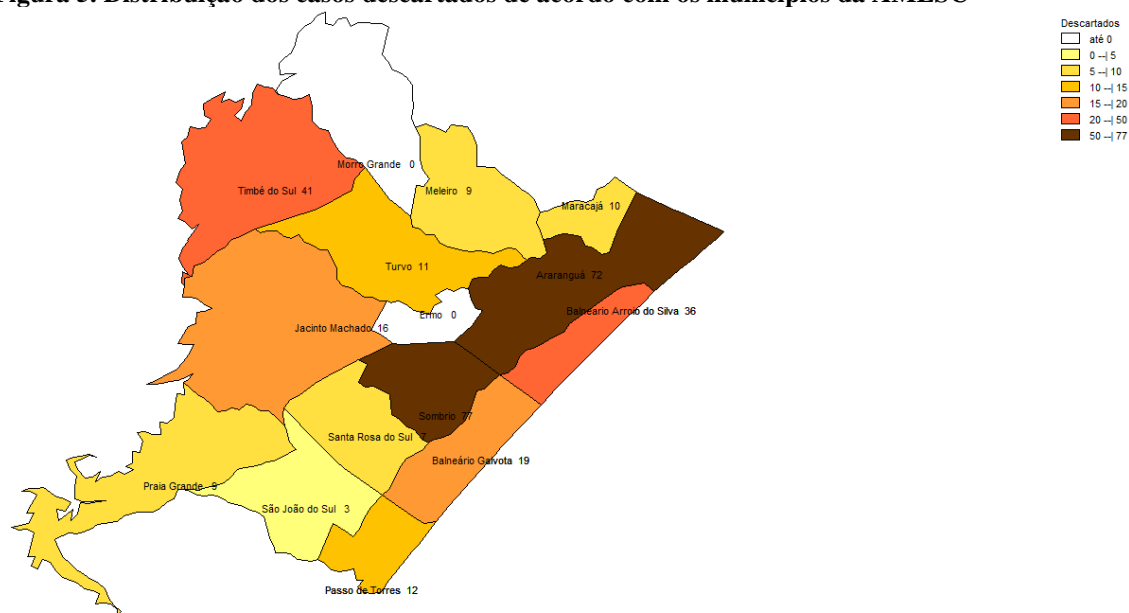 Figura 3. Distribuição dos casos descartados de acordo com os municípios da AMESC
Descartados
até 0
0 --| 5
5 --| 10
10 --| 15
15 --| 20
20 --| 50
50 --| 77
Morro Grande 0
Timbé do Sul 41
Meleiro 9
Maracajá 10
Turvo 11
Araranguá 72
Balneário Arroio do Silva 36
Ermo 0
Jacinto Machado 16
Sombrio 77
Santa Rosa do Sul 7
Balneário Gaivota 19
Praia Grande 9
São João do Sul 3
Passo de Torres 12